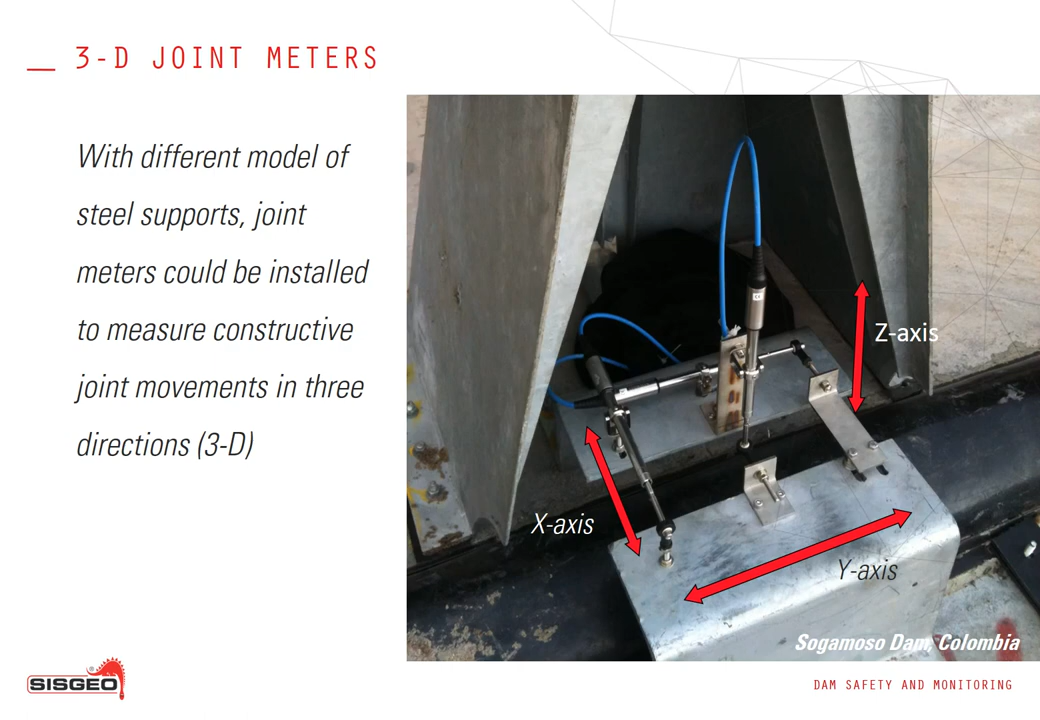 __ 3-D JOINT METERS
With different model of
steel supports, joint
meters could be installed
to measure constructive
joint movements in three
directions (3-D)
Z-axis
X-axis
Y-axis
Sogamoso Dam, Colombia
SISGEO®
DAM SAFETY AND MONITORING